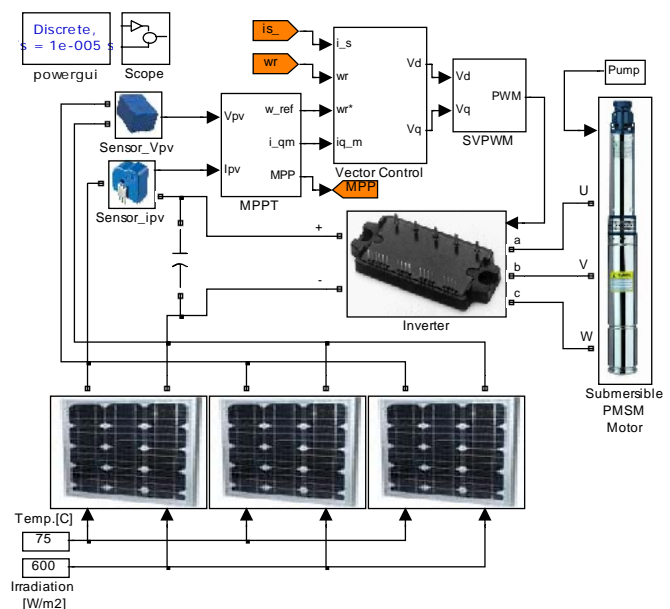 Discrete,
s = 1e-005 s
powergui
Scope
is_
wr
i_s
wr
wr*
iq_m
Vd
Vq
Vector Control
Vd
Vq
PWM
SVPWM
Pump
Sensor_Vpv
Sensor_ipv
Vpv
Ipv
w_ref
i_qm
MPP
MPPT
MPP
+
-
a
b
c
Inverter
U
V
W
Submersible
PMSM
Motor
Temp.[C]
75
600
Irradiation
[W/m2]